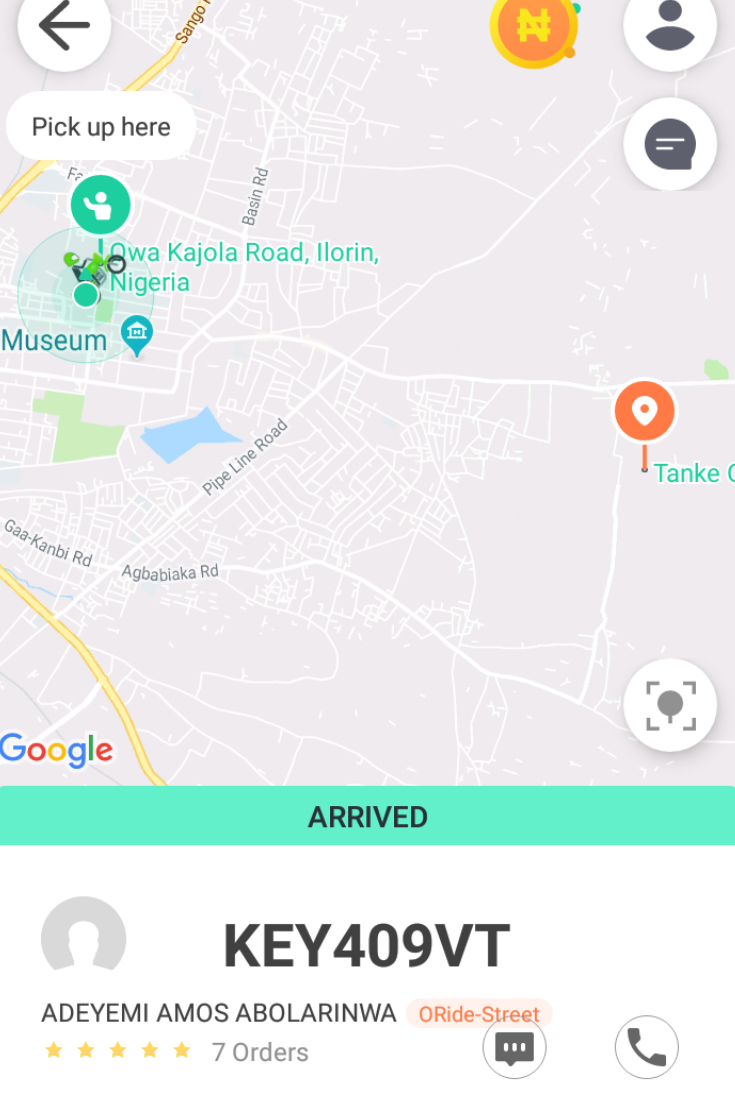 Sango
Pick up here
Fa
Basin Rd
Owa Kajola Road, Ilorin,
Nigeria
Museum
Pipe Line Road
Tanke
Gaa-Kanbi Rd
Agbabiaka Rd
Google
ARRIVED
KEY409VT
ADEYEMI AMOS ABOLARINWA ORide-Street
7 Orders